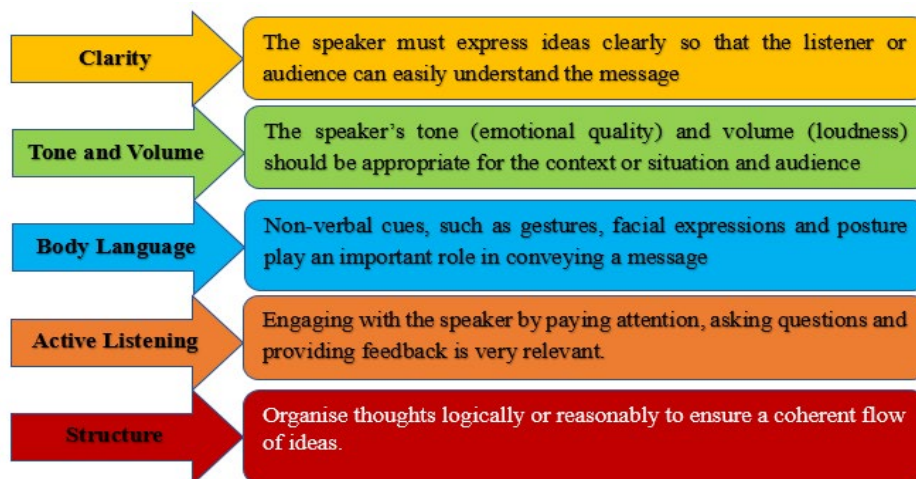 Clarity
The speaker must express ideas clearly so that the listener or
audience can easily understand the message
Tone and Volume
The speaker’s tone (emotional quality) and volume (loudness)
should be appropriate for the context or situation and audience
Body Language
Non-verbal cues, such as gestures, facial expressions and posture
play an important role in conveying a message
Active Listening
Engaging with the speaker by paying attention, asking questions and
providing feedback is very relevant.
Structure
Organise thoughts logically or reasonably to ensure a coherent flow
of ideas.